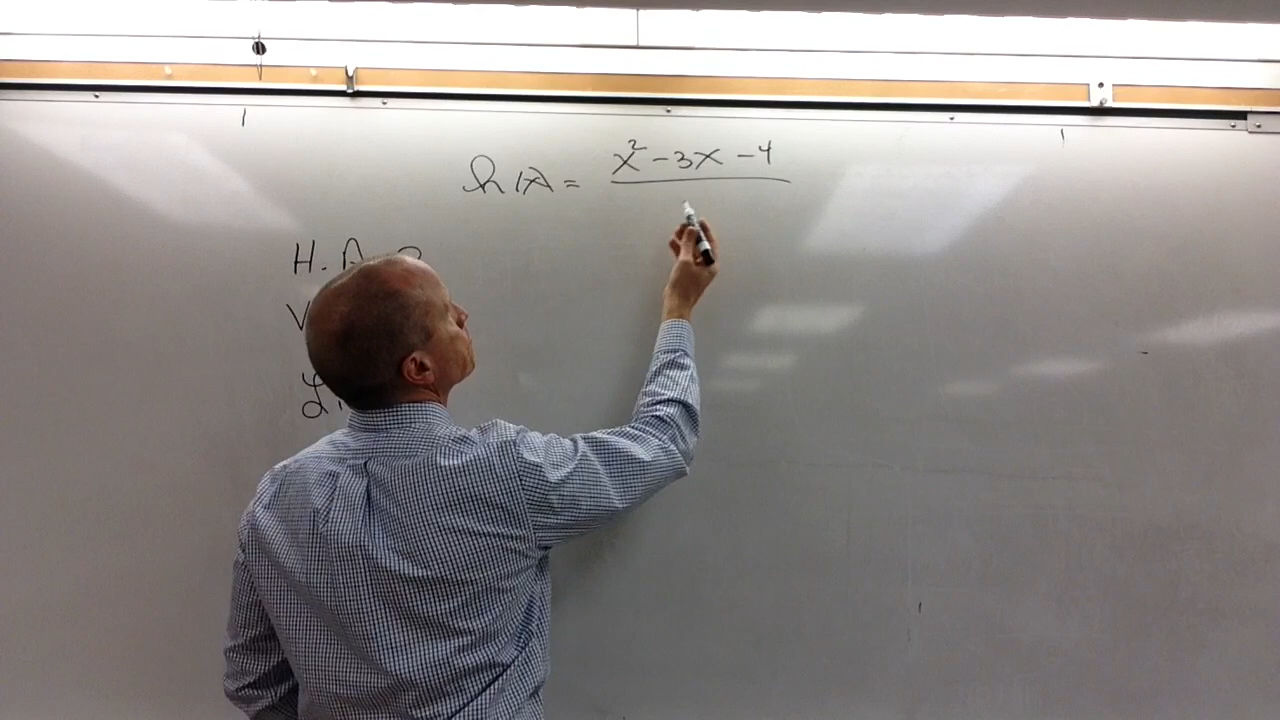 h(x) = x² - 3x - 4
H. A.
V